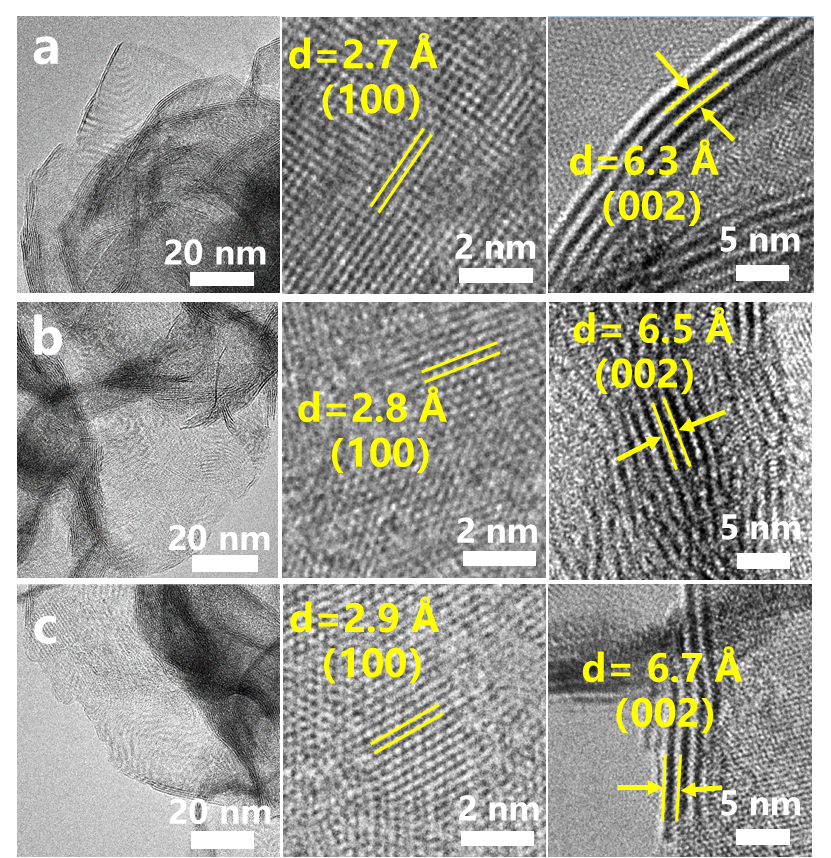 a
20 nm
d=2.7 Å
(100)
2 nm
d=6.3 Å
(002)
5 nm
b
20 nm
d=2.8 Å
(100)
2 nm
d= 6.5 Å
(002)
5 nm
c
20 nm
d=2.9 Å
(100)
2 nm
d= 6.7 Å
(002)
5 nm